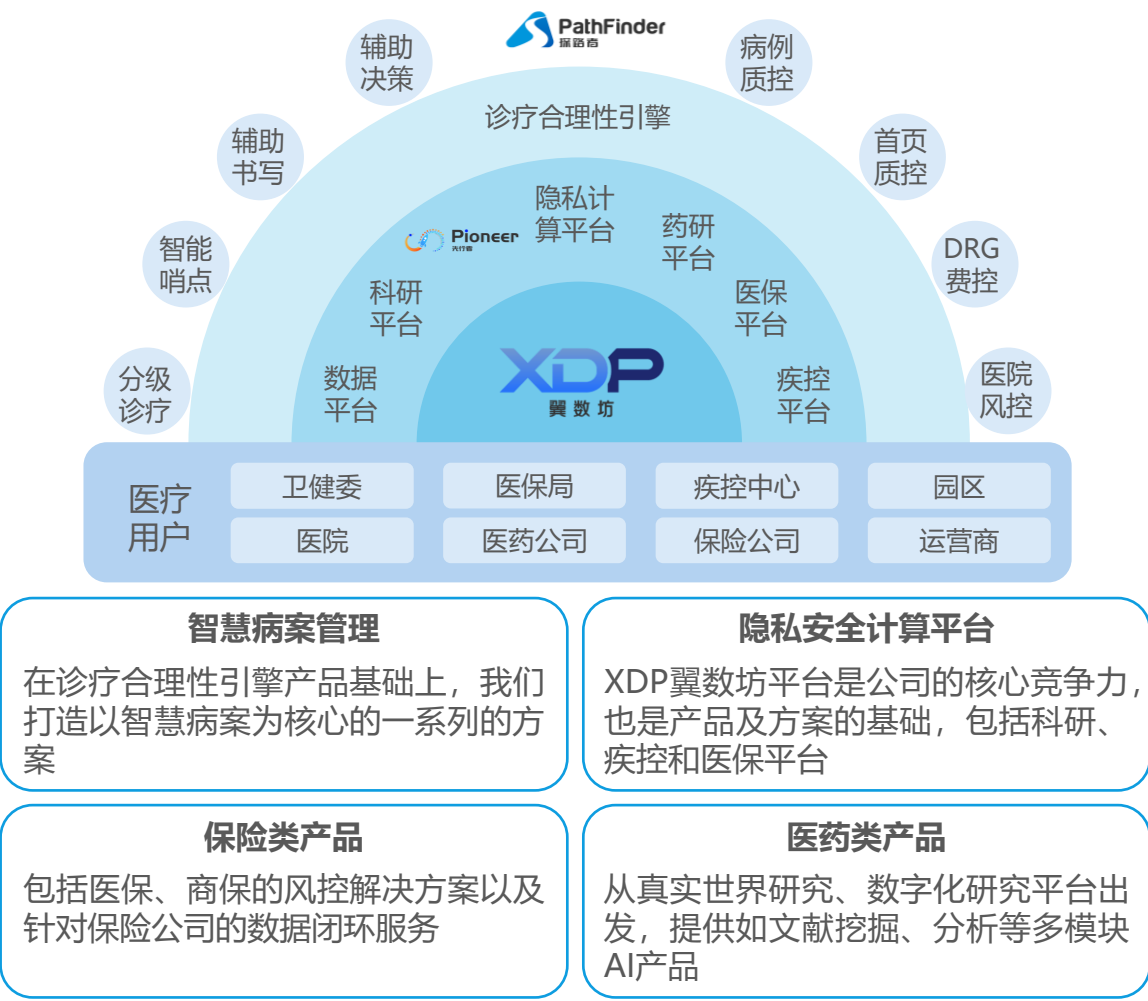 PathFinder
探路者
辅助
决策
病例
质控
诊疗合理性引擎
辅助
书写
首页
质控
隐私计
算平台
Pioneer
先行者
药研
平台
智能
哨点
DRG
费控
科研
平台
医保
平台
XDP
翼数坊
分级
诊疗
数据
平台
疾控
平台
医院
风控
医疗
用户
卫健委
医保局
疾控中心
园区
医院
医药公司
保险公司
运营商
智慧病案管理
在诊疗合理性引擎产品基础上，我们
打造以智慧病案为核心的一系列的方
案
隐私安全计算平台
XDP翼数坊平台是公司的核心竞争力，
也是产品及方案的基础，包括科研、
疾控和医保平台
保险类产品
包括医保、商保的风控解决方案以及
针对保险公司的数据闭环服务
医药类产品
从真实世界研究、数字化研究平台出
发，提供如文献挖掘、分析等多模块
AI产品